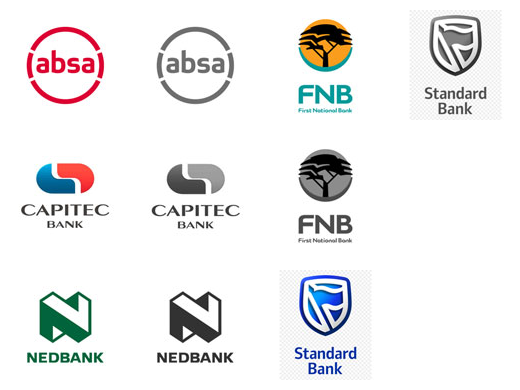 absa
absa
FNB
First National Bank
Standard
Bank
CAPITEC
BANK
CAPITEC
BANK
FNB
First National Bank
NEDBANK
NEDBANK
Standard
Bank